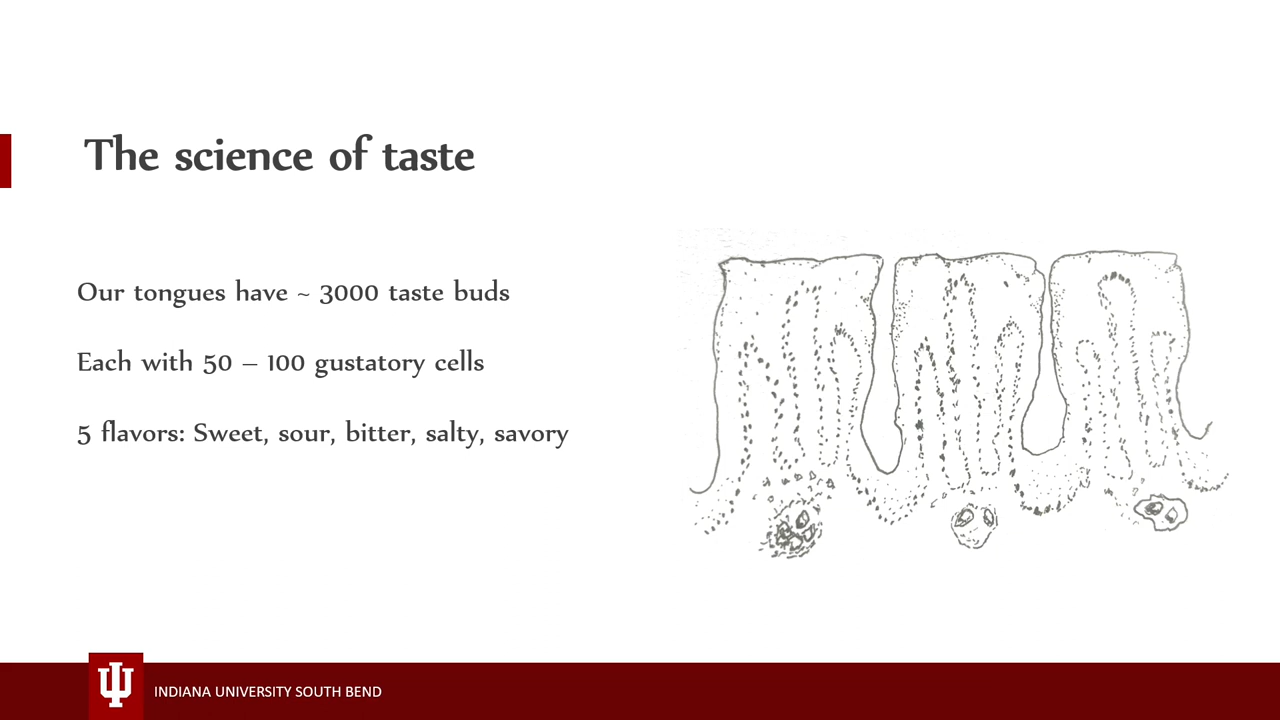 The science of taste
Our tongues have ~ 3000 taste buds
Each with 50 – 100 gustatory cells
5 flavors: Sweet, sour, bitter, salty, savory
INDIANA UNIVERSITY SOUTH BEND